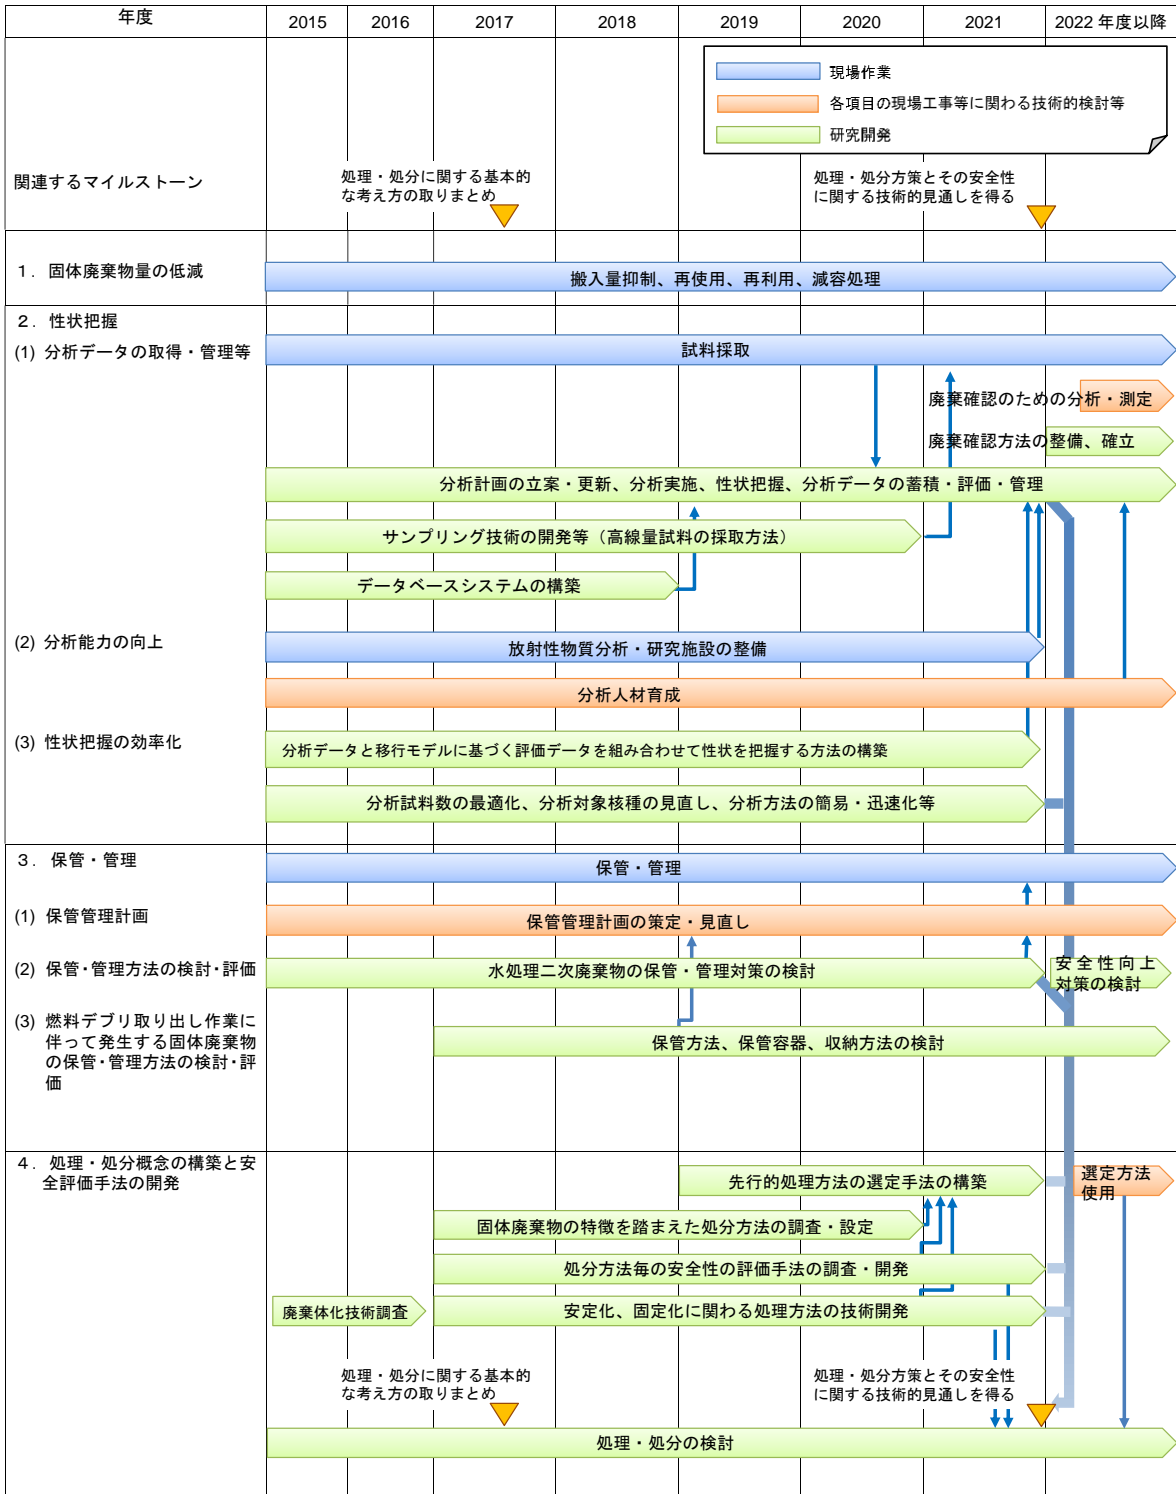 年度
2015
2016
2017
2018
2019
2020
2021
2022 年度以降
現場作業
各項目の現場工事等に関わる技術的検討等
研究開発
関連するマイルストーン
処理・処分に関する基本的
な考え方の取りまとめ
処理・処分方策とその安全性
に関する技術的見通しを得る
1. 固体廃棄物量の低減
搬入量抑制、再使用、再利用、減容処理
2. 性状把握
(1) 分析データの取得・管理等
試料採取
廃棄確認のための分析・測定
廃棄確認方法の整備、確立
分析計画の立案・更新、分析実施、性状把握、分析データの蓄積・評価・管理
サンプリング技術の開発等（高線量試料の採取方法）
データベースシステムの構築
(2) 分析能力の向上
放射性物質分析・研究施設の整備
分析人材育成
(3) 性状把握の効率化
分析データと移行モデルに基づく評価データを組み合わせて性状を把握する方法の構築
分析試料数の最適化、分析対象核種の見直し、分析方法の簡易・迅速化等
3. 保管・管理
保管・管理
(1) 保管管理計画
保管管理計画の策定・見直し
(2) 保管・管理方法の検討・評価
水処理二次廃棄物の保管・管理対策の検討
安全性向上
対策の検討
(3) 燃料デブリ取り出し作業に
伴って発生する固体廃棄物
の保管・管理方法の検討・評
価
保管方法、保管容器、収納方法の検討
4. 処理・処分概念の構築と安
全評価手法の開発
先行的処理方法の選定手法の構築
選定方法
使用
固体廃棄物の特徴を踏まえた処分方法の調査・設定
処分方法毎の安全性の評価手法の調査・開発
廃棄体化技術調査
安定化、固定化に関わる処理方法の技術開発
処理・処分に関する基本的
な考え方の取りまとめ
処理・処分方策とその安全性
に関する技術的見通しを得る
処理・処分の検討